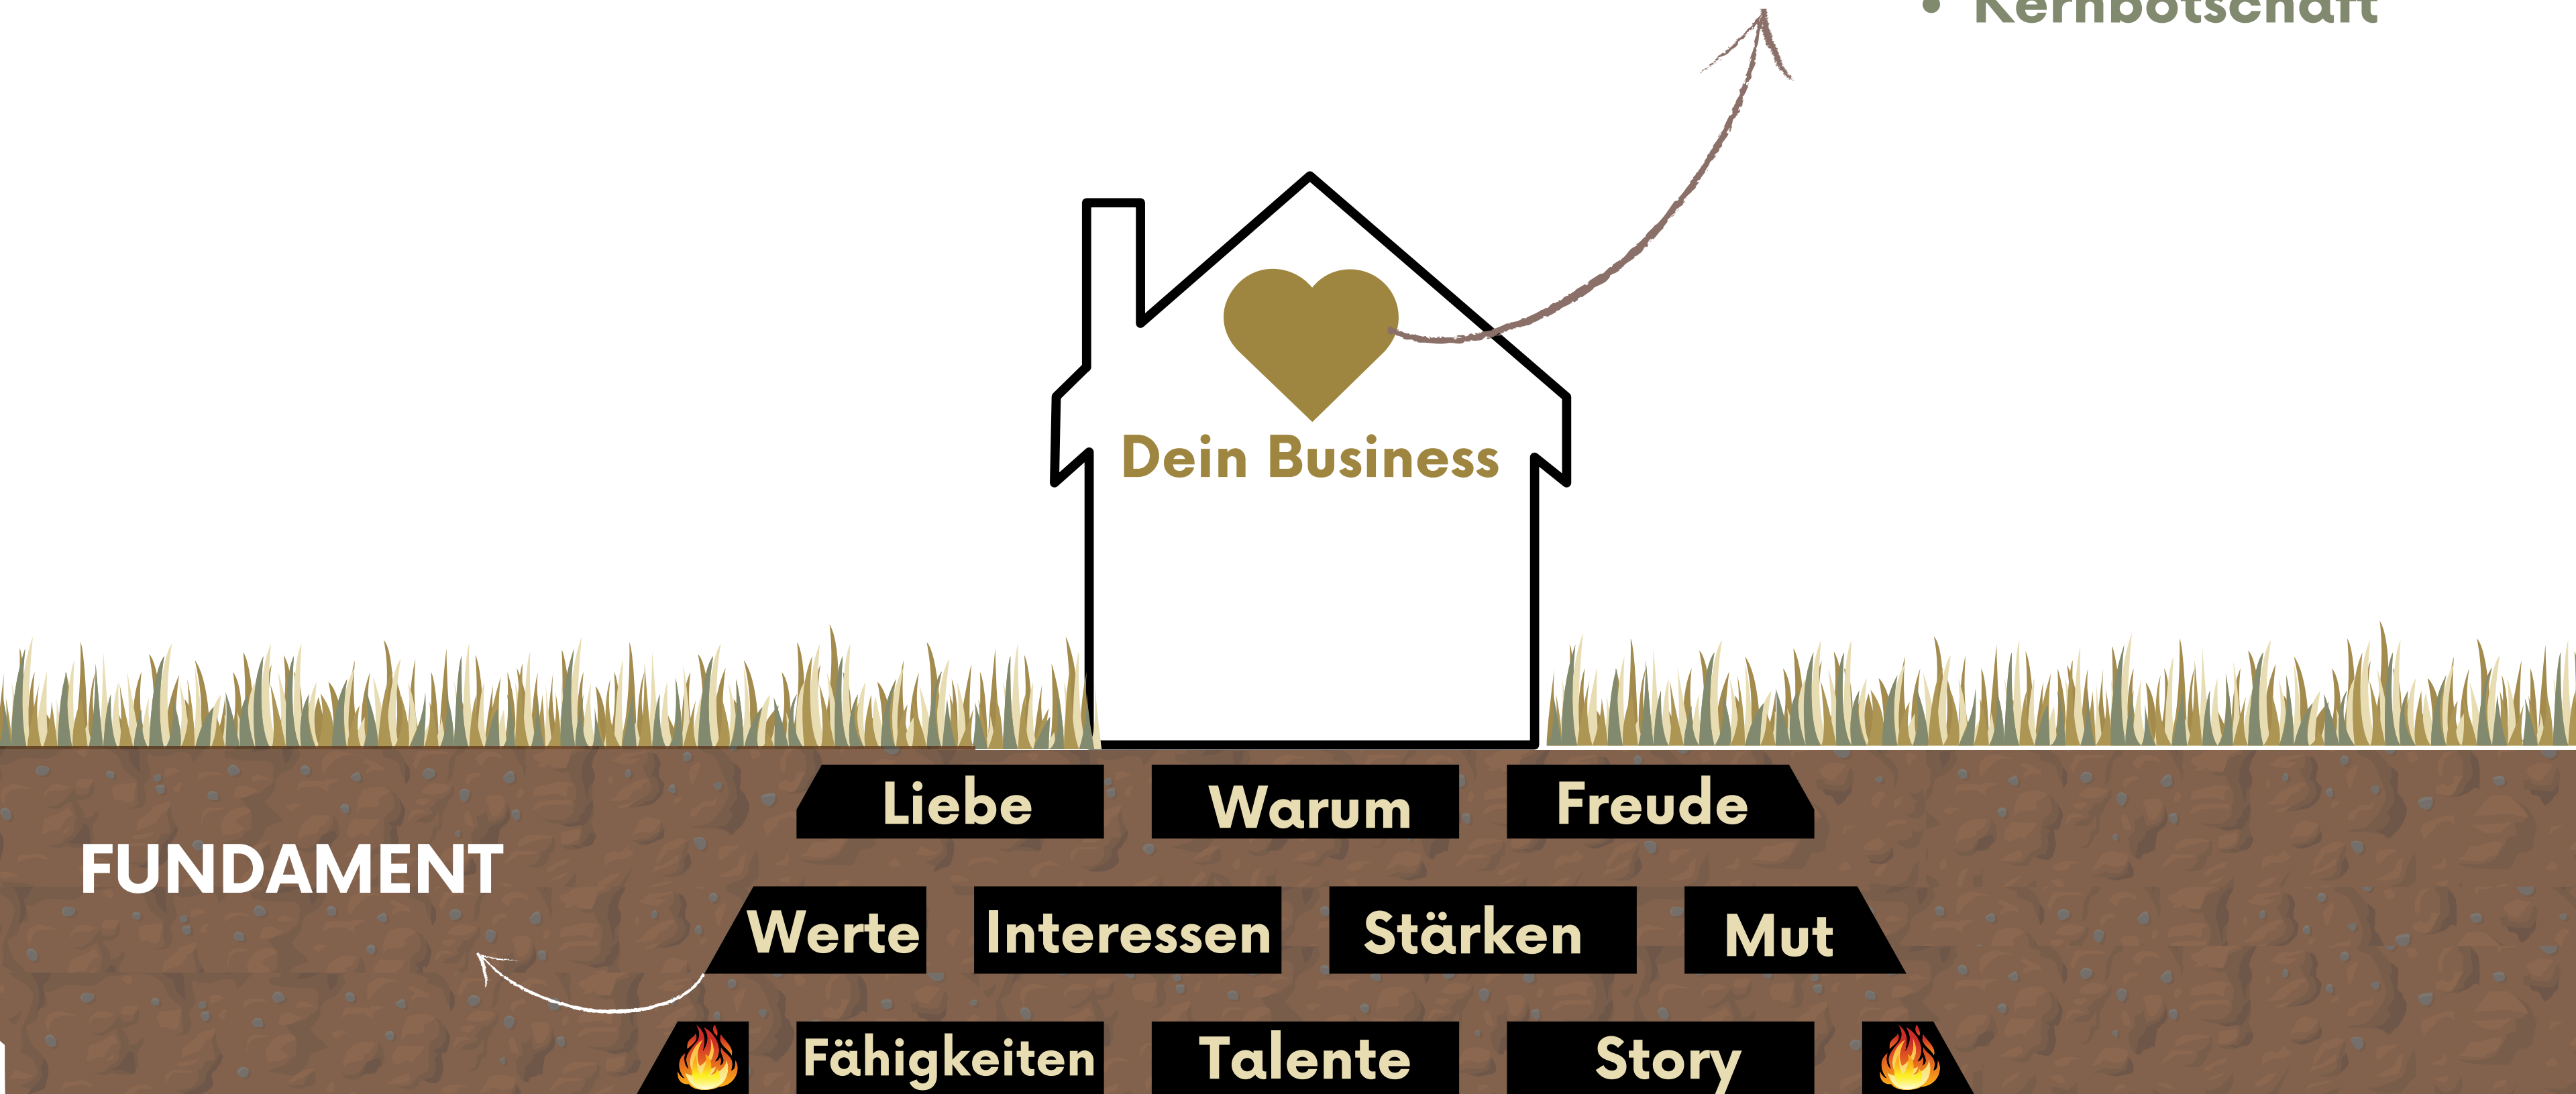 • Kernbotschaft
Dein Business
Liebe Warum Freude
FUNDAMENT
Werte Interessen Stärken Mut
Fähigkeiten Talente Story